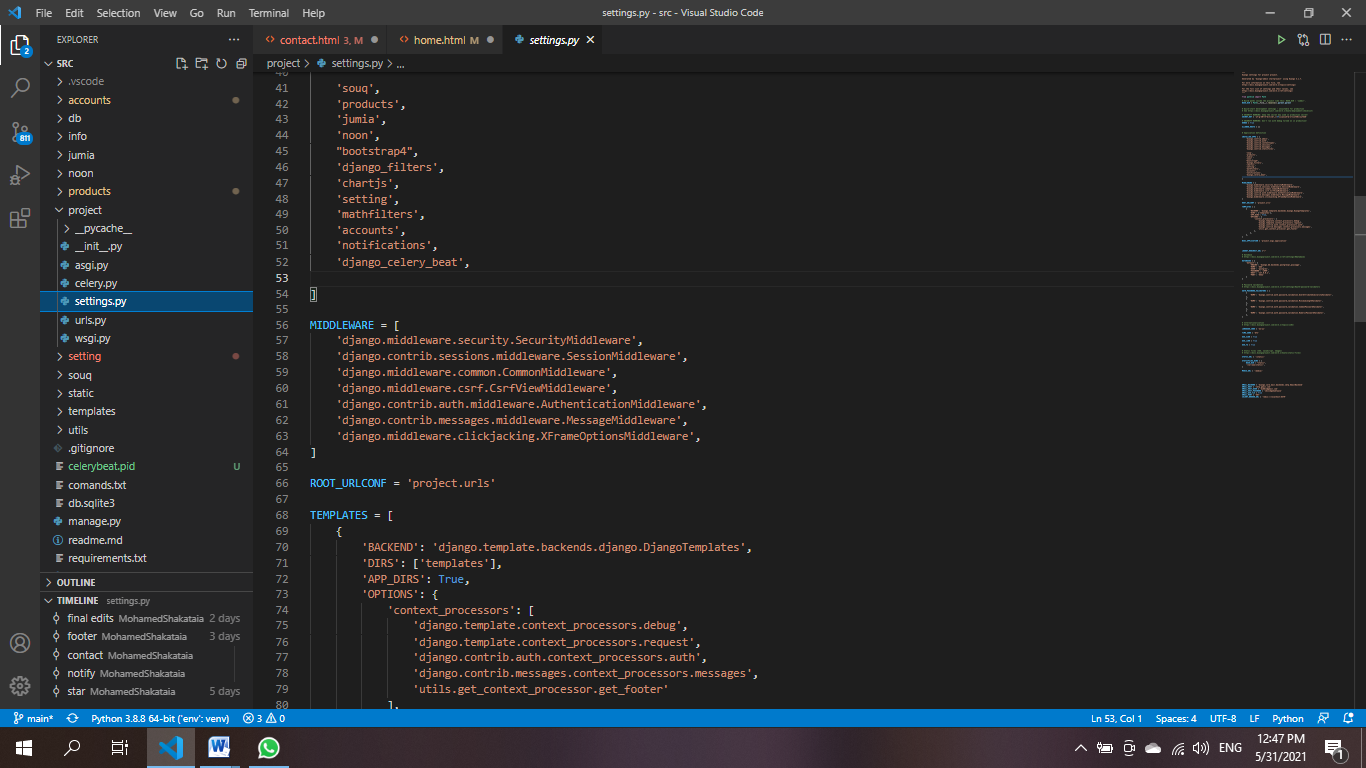 File Edit Selection View Go Run Terminal Help
settings.py - src - Visual Studio Code
EXPLORER
contact.html 3, M
home.html M
settings.py
SRC
project > settings.py > ...
.vscode
accounts
db
info
jumia
noon
products
project
__pycache__
__init__.py
asgi.py
celery.py
settings.py
urls.py
wsgi.py
setting
souq
static
templates
utils
.gitignore
celerybeat.pid U
comands.txt
db.sqlite3
manage.py
readme.md
requirements.txt
OUTLINE
TIMELINE settings.py
final edits MohamedShakataia 2 days
footer MohamedShakataia 3 days
contact MohamedShakataia
notify MohamedShakataia
star MohamedShakataia 5 days
2
811
40
41 'souq',
42 'products',
43 'jumia',
44 'noon',
45 "bootstrap4",
46 'django_filters',
47 'chartjs',
48 'setting',
49 'mathfilters',
50 'accounts',
51 'notifications',
52 'django_celery_beat',
53
54 ]
55
56 MIDDLEWARE = [
57 'django.middleware.security.SecurityMiddleware',
58 'django.contrib.sessions.middleware.SessionMiddleware',
59 'django.middleware.common.CommonMiddleware',
60 'django.middleware.csrf.CsrfViewMiddleware',
61 'django.contrib.auth.middleware.AuthenticationMiddleware',
62 'django.contrib.messages.middleware.MessageMiddleware',
63 'django.middleware.clickjacking.XFrameOptionsMiddleware',
64 ]
65
66 ROOT_URLCONF = 'project.urls'
67
68 TEMPLATES = [
69 {
70 'BACKEND': 'django.template.backends.django.DjangoTemplates',
71 'DIRS': ['templates'],
72 'APP_DIRS': True,
73 'OPTIONS': {
74 'context_processors': [
75 'django.template.context_processors.debug',
76 'django.template.context_processors.request',
77 'django.contrib.auth.context_processors.auth',
78 'django.contrib.messages.context_processors.messages',
79 'utils.get_context_processor.get_footer'
80 ],
main* Python 3.8.8 64-bit ('env': venv) 3 0
Ln 53, Col 1 Spaces: 4 UTF-8 LF Python
ENG
12:47 PM
5/31/2021
1